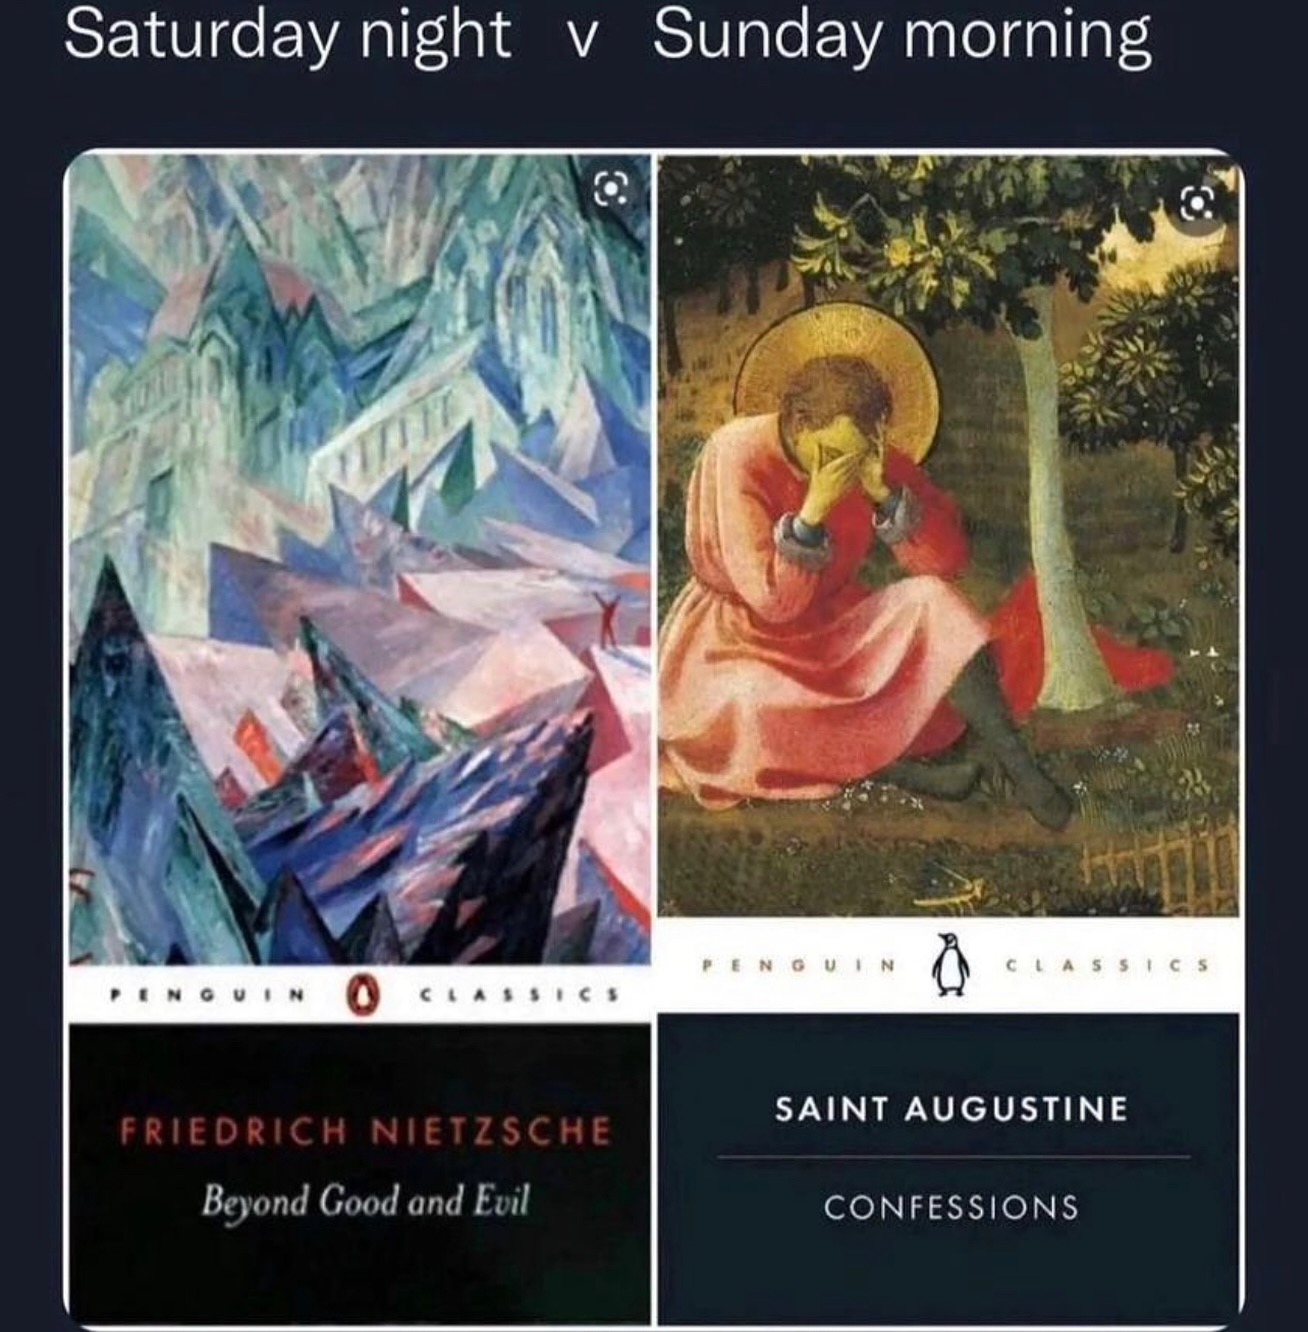 Saturday night v Sunday morning
PENGUIN CLASSICS
FRIEDRICH NIETZSCHE
Beyond Good and Evil
PENGUIN CLASSICS
SAINT AUGUSTINE
CONFESSIONS